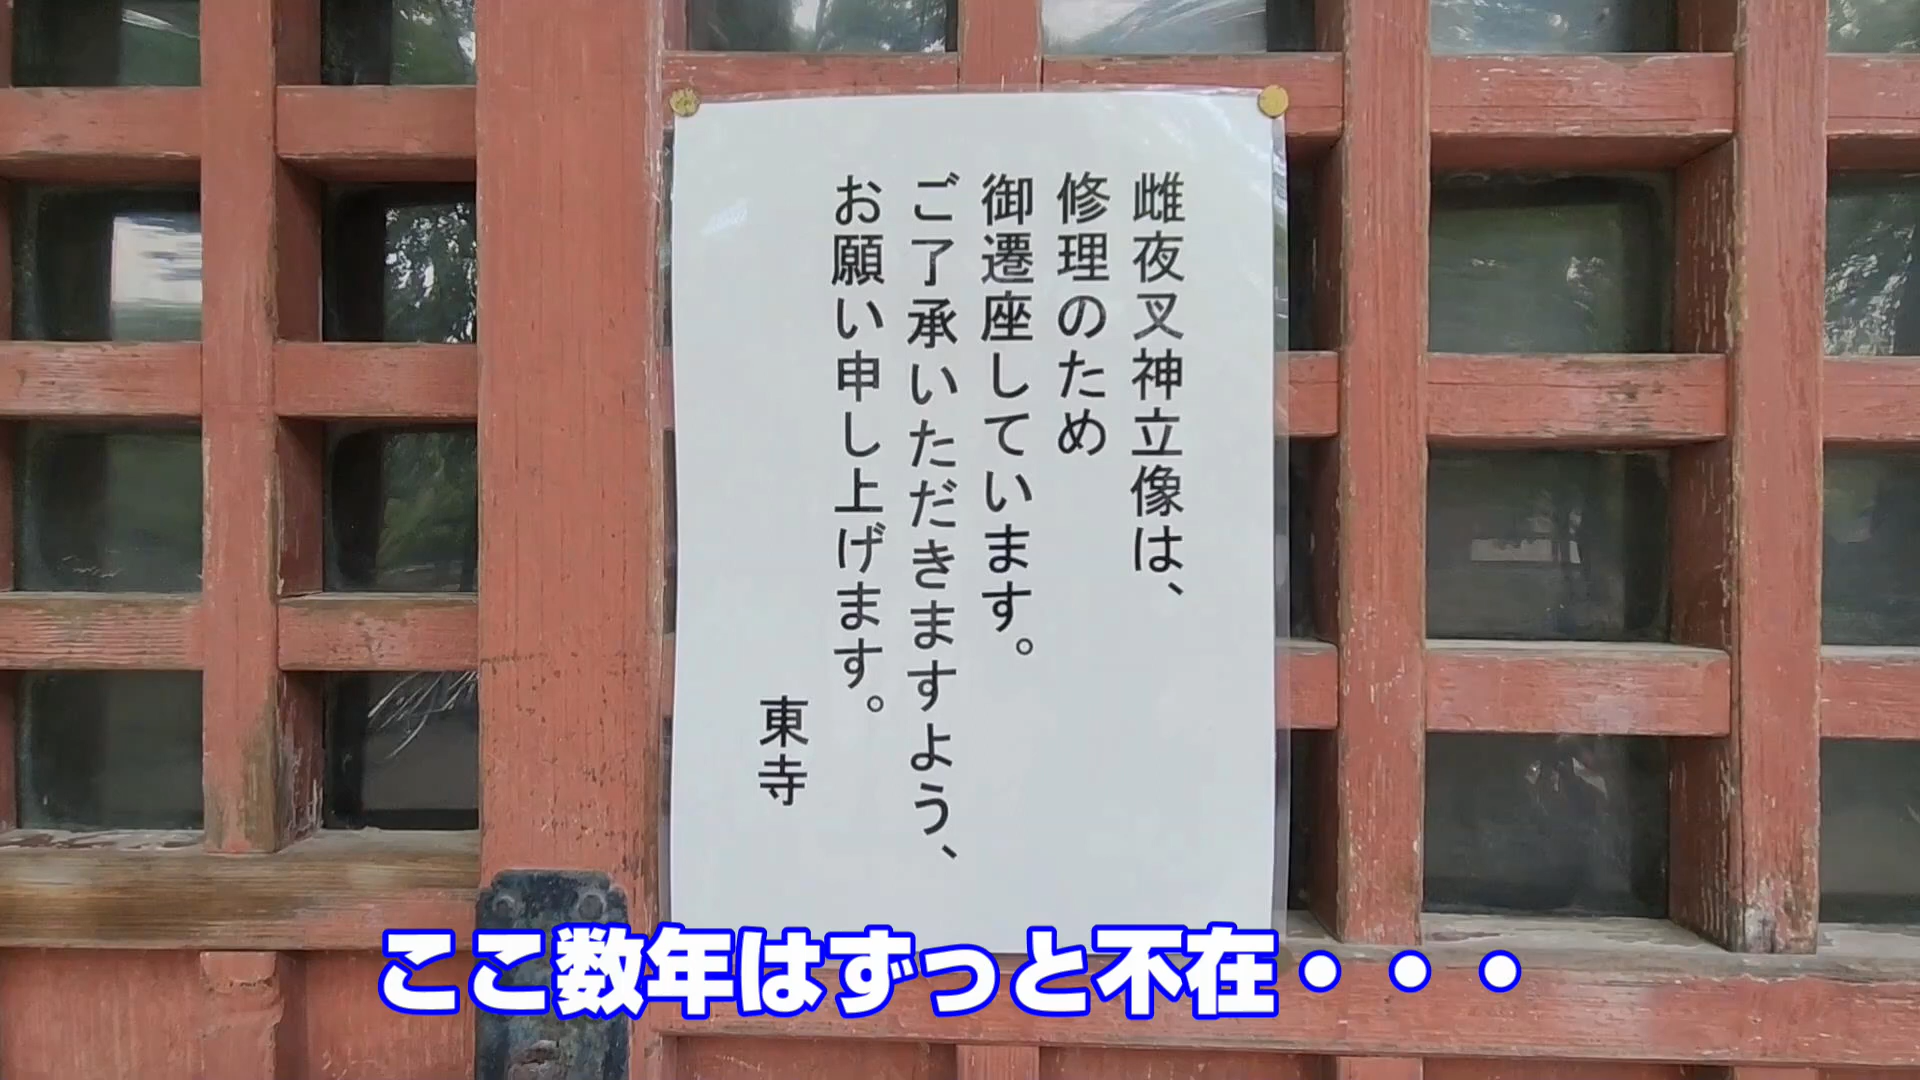 雌夜叉神立像は、
修理のため
御遷座しています。
ご了承いただきますよう、
お願い申し上げます。
東寺
ここ数年はずっと不在・・・